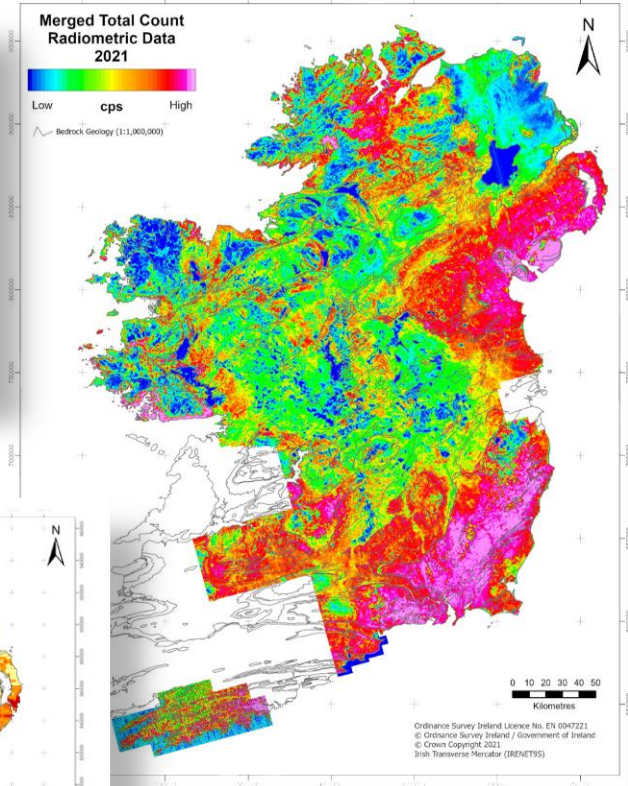 Merged Total Count
Radiometric Data
2021
Low cps High
Bedrock Geology (1:1,000,000)
N
N
0 10 20 30 40 50
Kilometres
Ordnance Survey Ireland Licence No. EN 0047221
© Ordnance Survey Ireland / Government of Ireland
© Crown Copyright 2021
Irish Transverse Mercator (IRENET95)